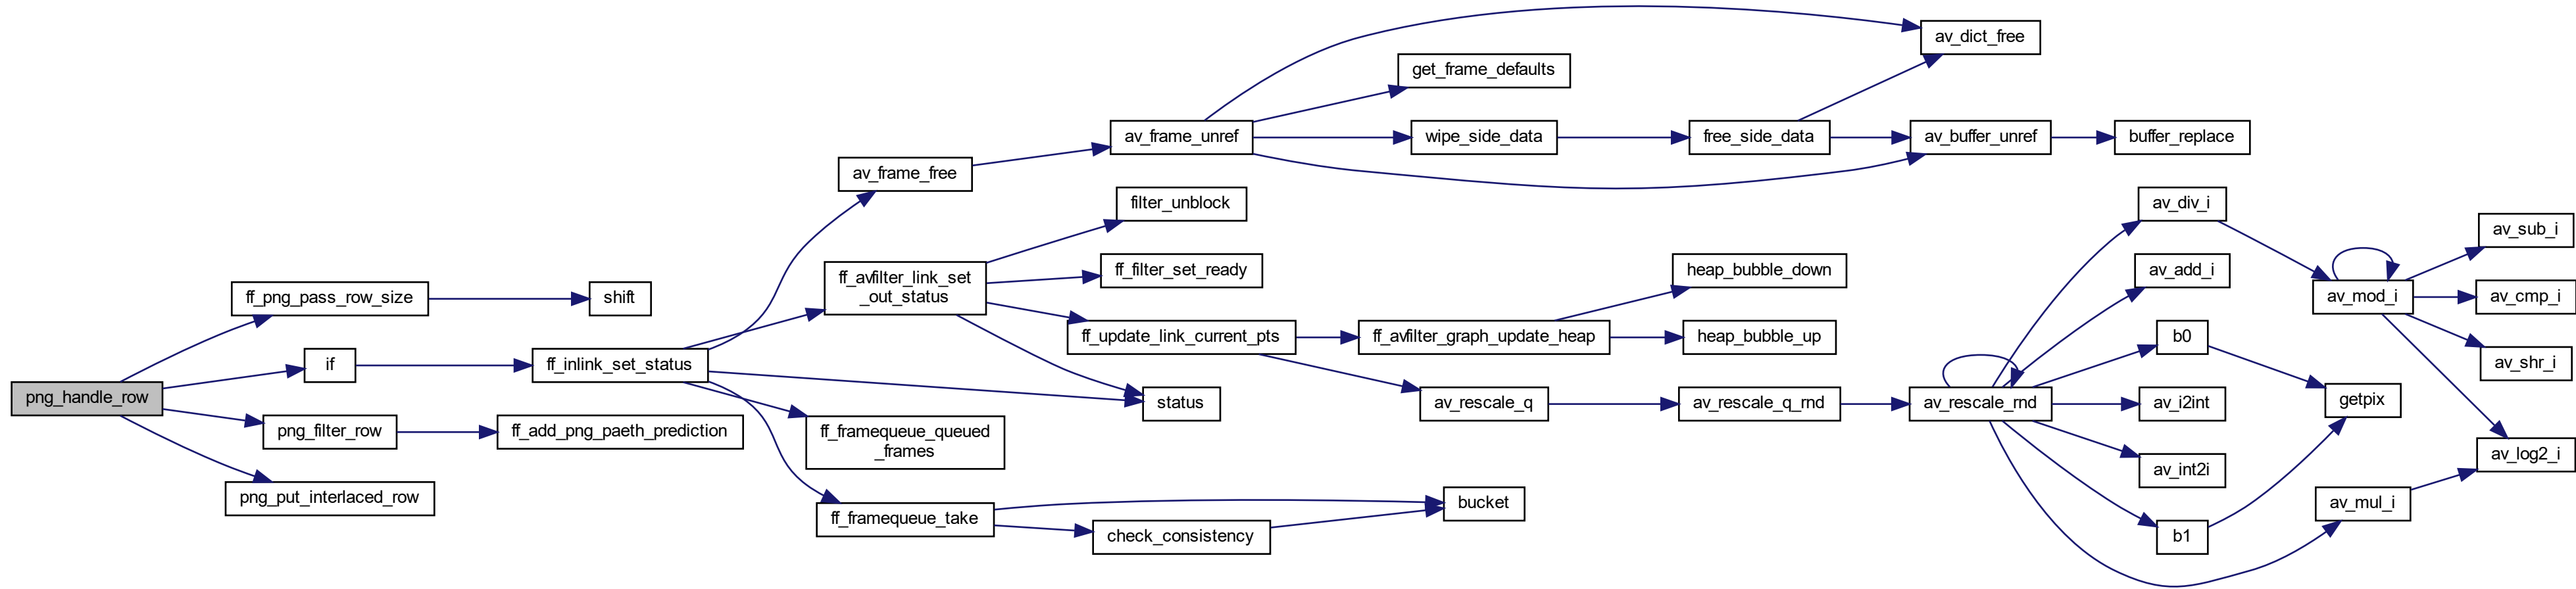 png_handle_row
ff_png_pass_row_size
shift
if
ff_inlink_set_status
png_filter_row
ff_add_png_paeth_prediction
png_put_interlaced_row
av_frame_free
av_frame_unref
av_dict_free
get_frame_defaults
wipe_side_data
free_side_data
av_buffer_unref
buffer_replace
ff_avfilter_link_set
_out_status
filter_unblock
ff_filter_set_ready
ff_update_link_current_pts
ff_avfilter_graph_update_heap
heap_bubble_down
heap_bubble_up
status
av_rescale_q
av_rescale_q_rnd
av_rescale_rnd
ff_framequeue_queued
_frames
ff_framequeue_take
check_consistency
bucket
av_div_i
av_add_i
b0
av_i2int
av_int2i
b1
av_mod_i
getpix
av_mul_i
av_sub_i
av_cmp_i
av_shr_i
av_log2_i